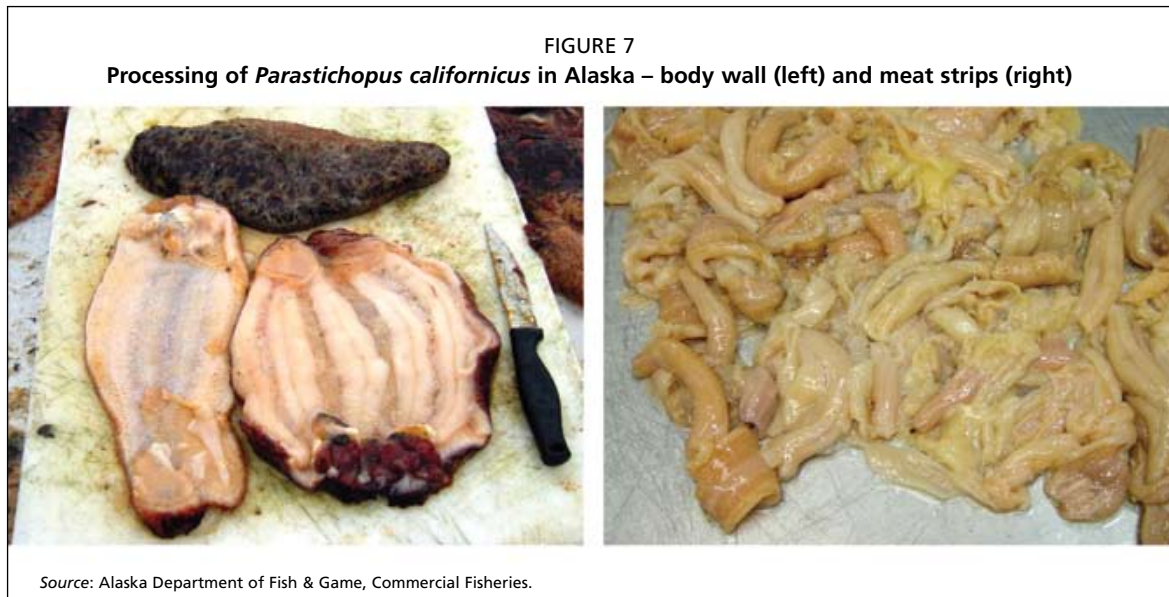 FIGURE 7
Processing of Parastichopus californicus in Alaska – body wall (left) and meat strips (right)
Source: Alaska Department of Fish & Game, Commercial Fisheries.